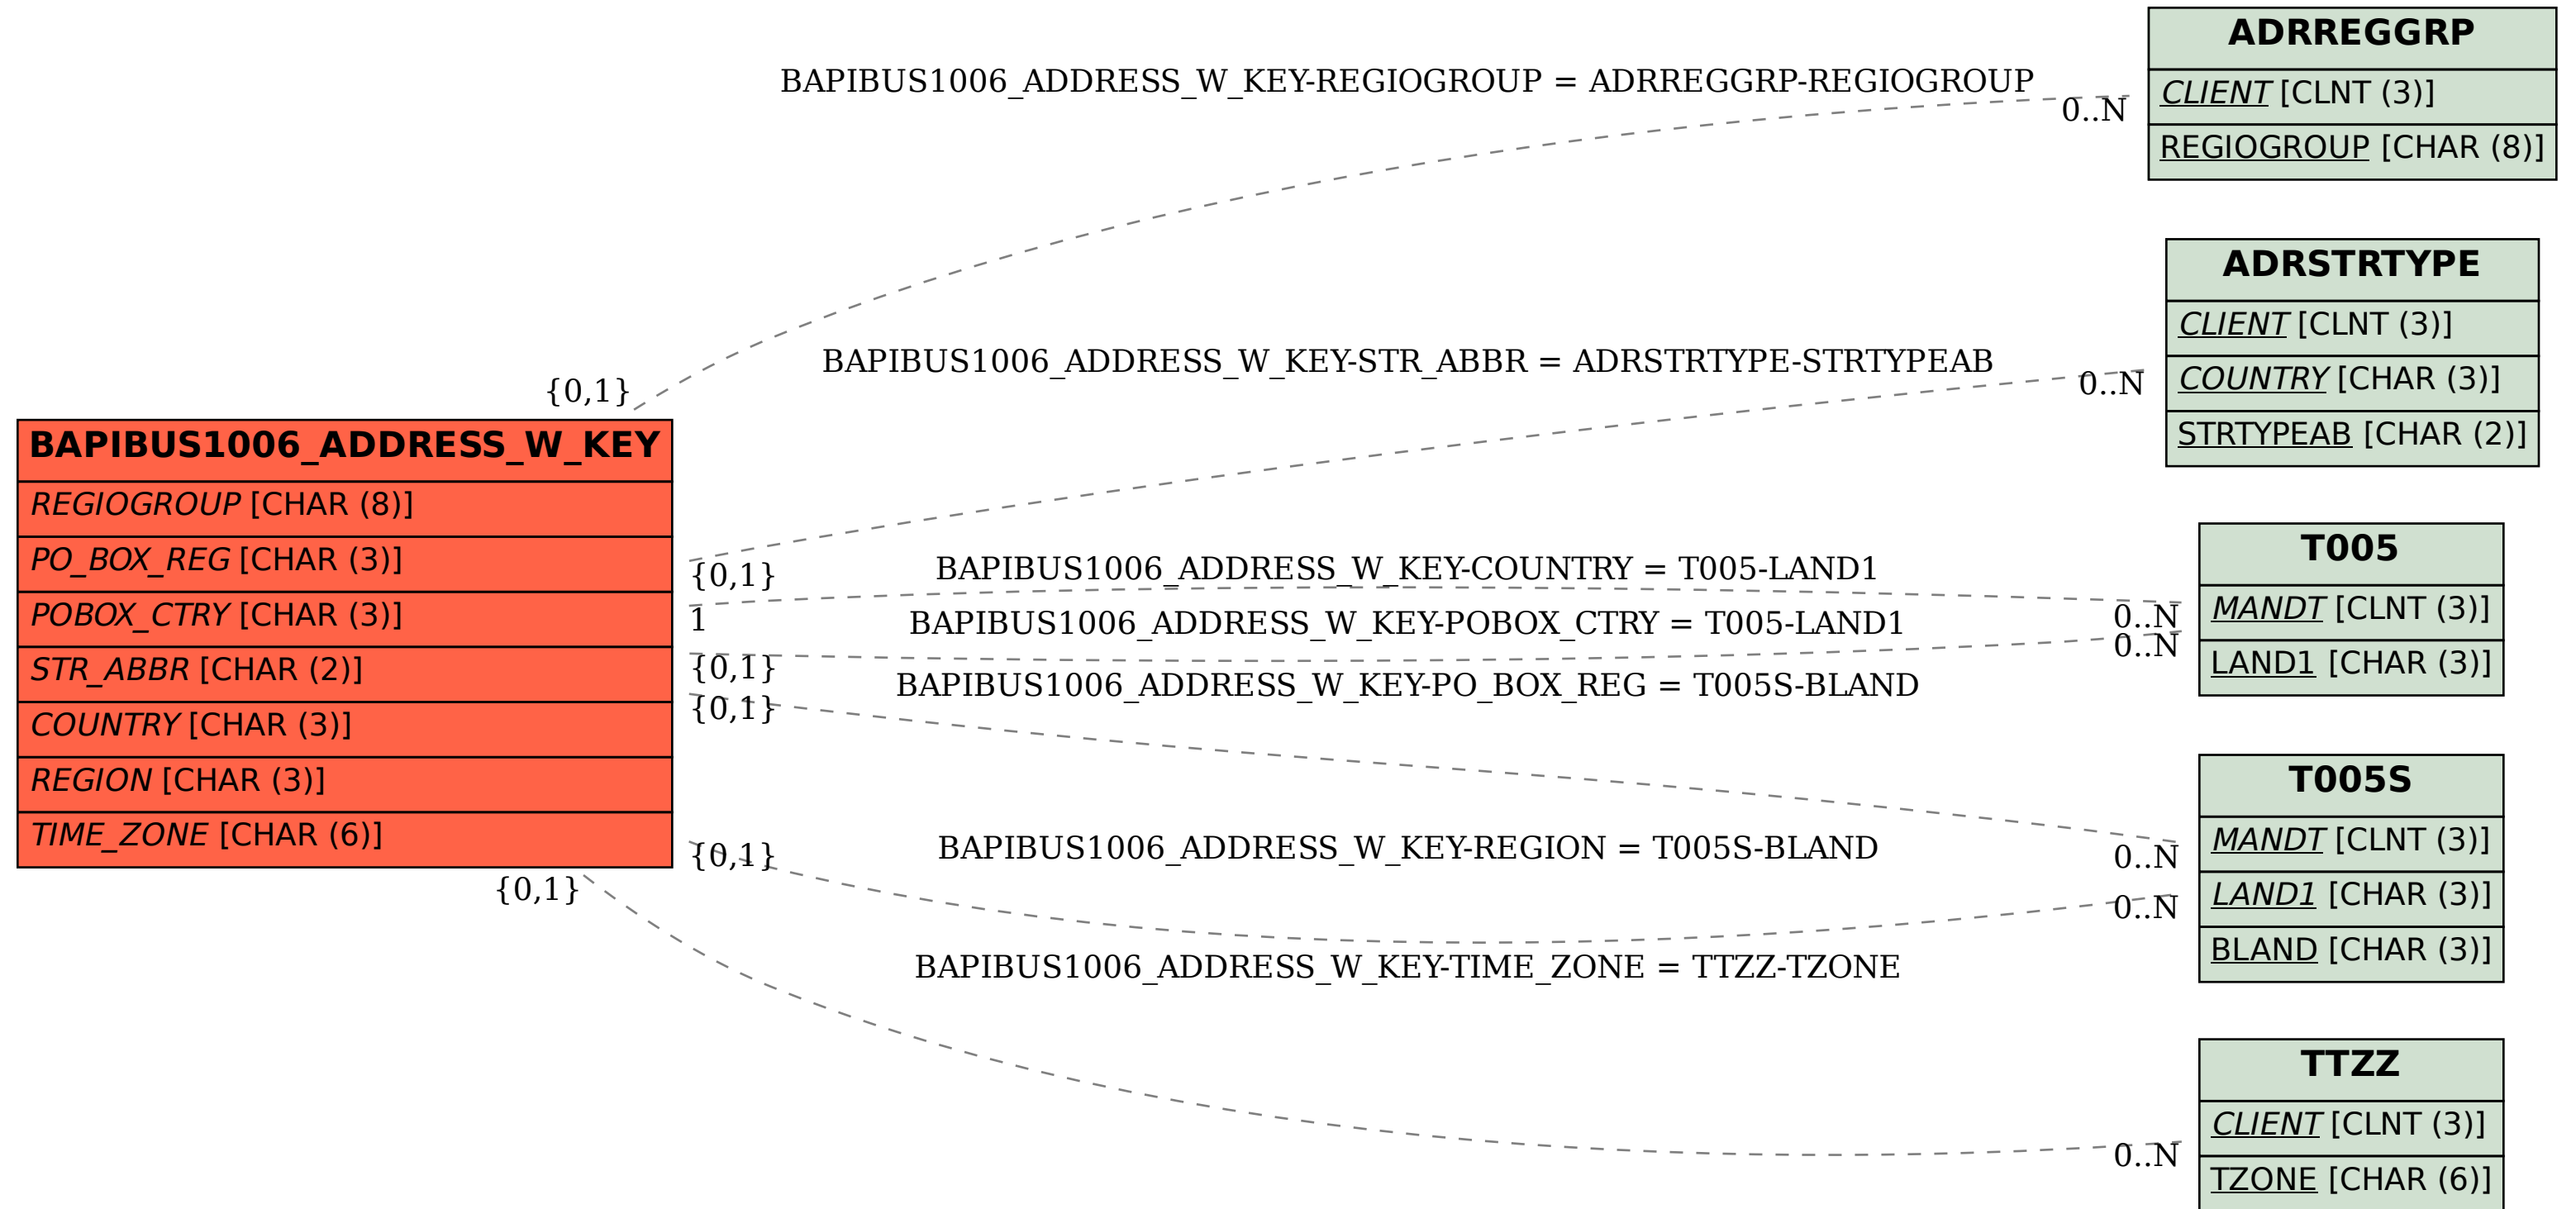 BAPIBUS1006_ADDRESS_W_KEY
REGIOGROUP [CHAR (8)]
PO_BOX_REG [CHAR (3)]
POBOX_CTRY [CHAR (3)]
STR_ABBR [CHAR (2)]
COUNTRY [CHAR (3)]
REGION [CHAR (3)]
TIME_ZONE [CHAR (6)]
BAPIBUS1006_ADDRESS_W_KEY-REGIOGROUP = ADRREGGRP-REGIOGROUP
0..N
{0,1}
BAPIBUS1006_ADDRESS_W_KEY-STR_ABBR = ADRSTRTYPE-STRTYPEAB
0..N
{0,1}
BAPIBUS1006_ADDRESS_W_KEY-COUNTRY = T005-LAND1
0..N
1
BAPIBUS1006_ADDRESS_W_KEY-POBOX_CTRY = T005-LAND1
0..N
{0,1}
BAPIBUS1006_ADDRESS_W_KEY-PO_BOX_REG = T005S-BLAND
0..N
{0,1}
BAPIBUS1006_ADDRESS_W_KEY-REGION = T005S-BLAND
0..N
{0,1}
BAPIBUS1006_ADDRESS_W_KEY-TIME_ZONE = TTZZ-TZONE
0..N
{0,1}
ADRREGGRP
CLIENT [CLNT (3)]
REGIOGROUP [CHAR (8)]
ADRSTRTYPE
CLIENT [CLNT (3)]
COUNTRY [CHAR (3)]
STRTYPEAB [CHAR (2)]
T005
MANDT [CLNT (3)]
LAND1 [CHAR (3)]
T005S
MANDT [CLNT (3)]
LAND1 [CHAR (3)]
BLAND [CHAR (3)]
TTZZ
CLIENT [CLNT (3)]
TZONE [CHAR (6)]